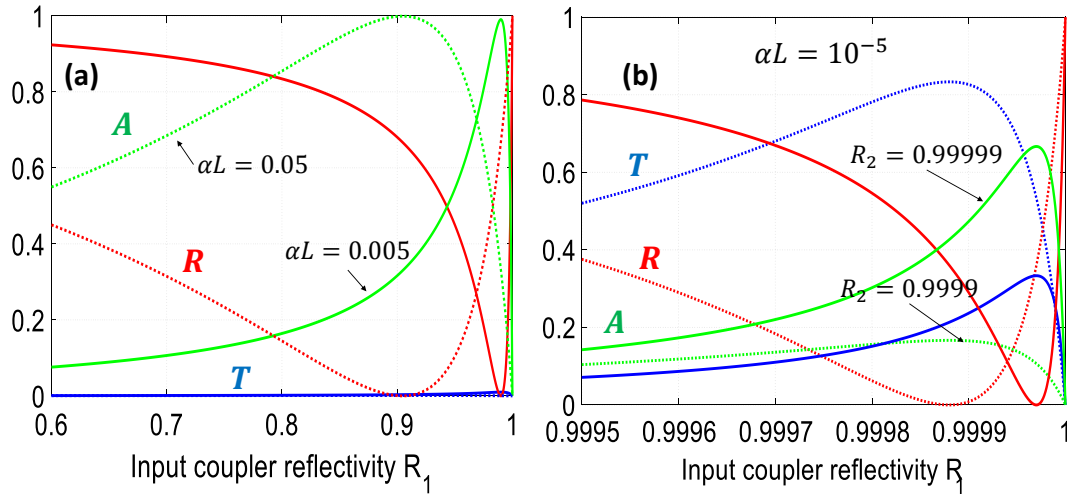 (a)
A
αL = 0.05
R
αL = 0.005
T
1
0.8
0.6
0.4
0.2
0
0.6
0.7
0.8
0.9
1
Input coupler reflectivity R1
(b)
αL = 10⁻⁵
T
R₂ = 0.99999
R
R₂ = 0.9999
A
1
0.8
0.6
0.4
0.2
0
0.9995
0.9996
0.9997
0.9998
0.9999
1
Input coupler reflectivity R1